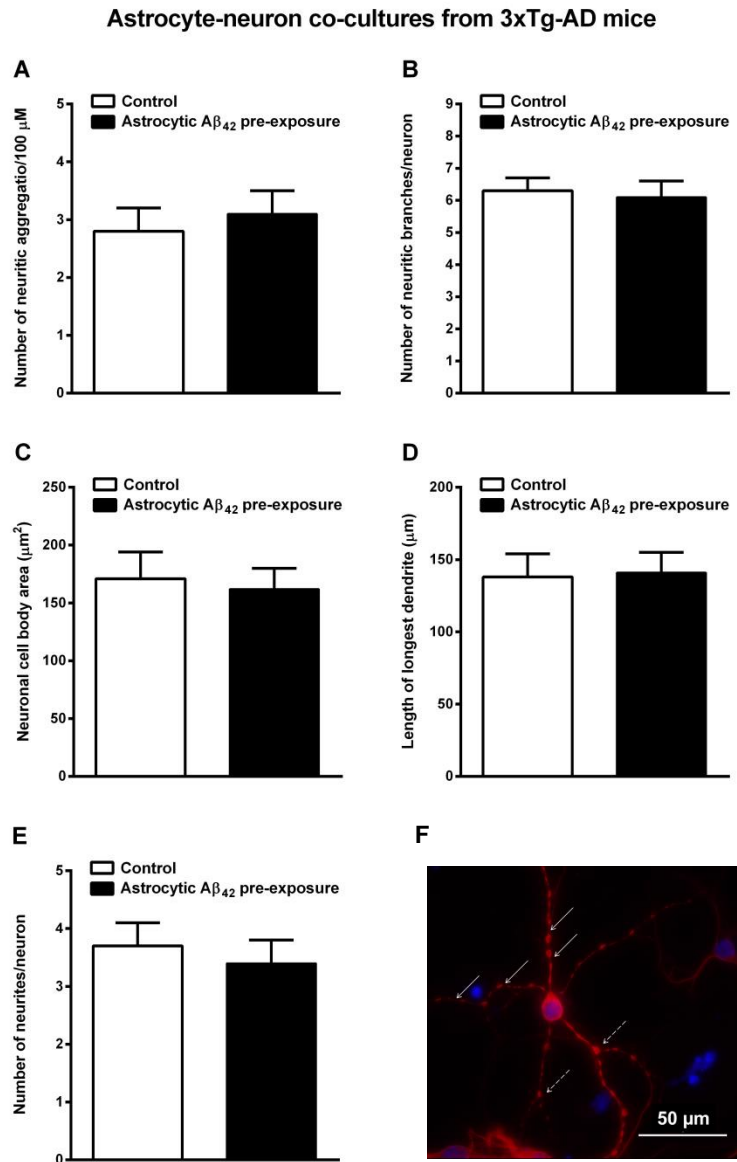 Astrocyte-neuron co-cultures from 3xTg-AD mice
A
Number of neuritic aggregatio/100 μM
5
4
3
2
1
0
Control
Astrocytic Aβ42 pre-exposure
B
Number of neuritic branches/neuron
9
8
7
6
5
4
3
2
1
0
Control
Astrocytic Aβ42 pre-exposure
C
Neuronal cell body area (μm²)
250
200
150
100
50
0
Control
Astrocytic Aβ42 pre-exposure
D
Length of longest dendrite (μm)
200
150
100
50
0
Control
Astrocytic Aβ42 pre-exposure
E
Number of neurites/neuron
5
4
3
2
1
0
Control
Astrocytic Aβ42 pre-exposure
F
50 μm